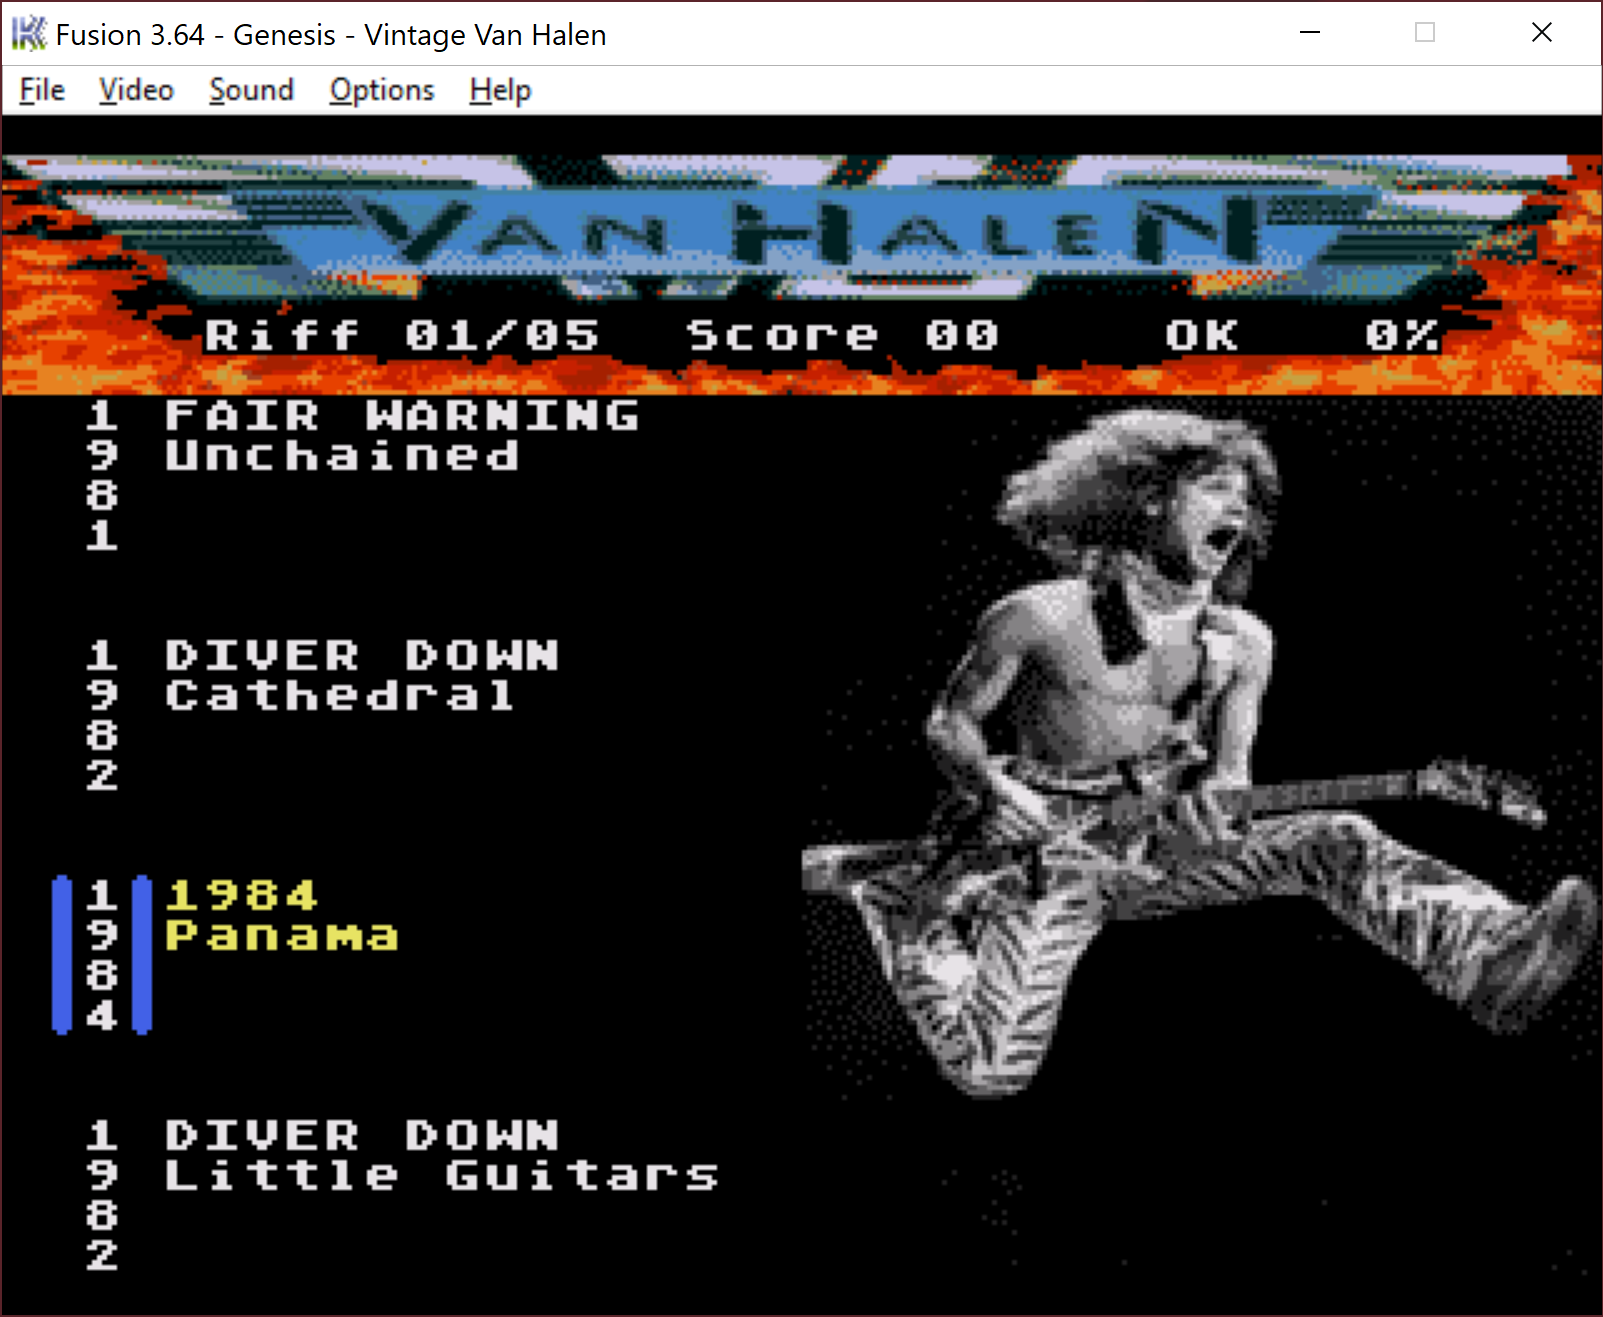 Fusion 3.64 - Genesis - Vintage Van Halen
File Video Sound Options Help
VAN HALEN
Riff 01/05 Score 00 OK 0%
1 FAIR WARNING
9 Unchained
8
1
1 DIVER DOWN
9 Cathedral
8
2
1 1984
9 Panama
8
4
1 DIVER DOWN
9 Little Guitars
8
2